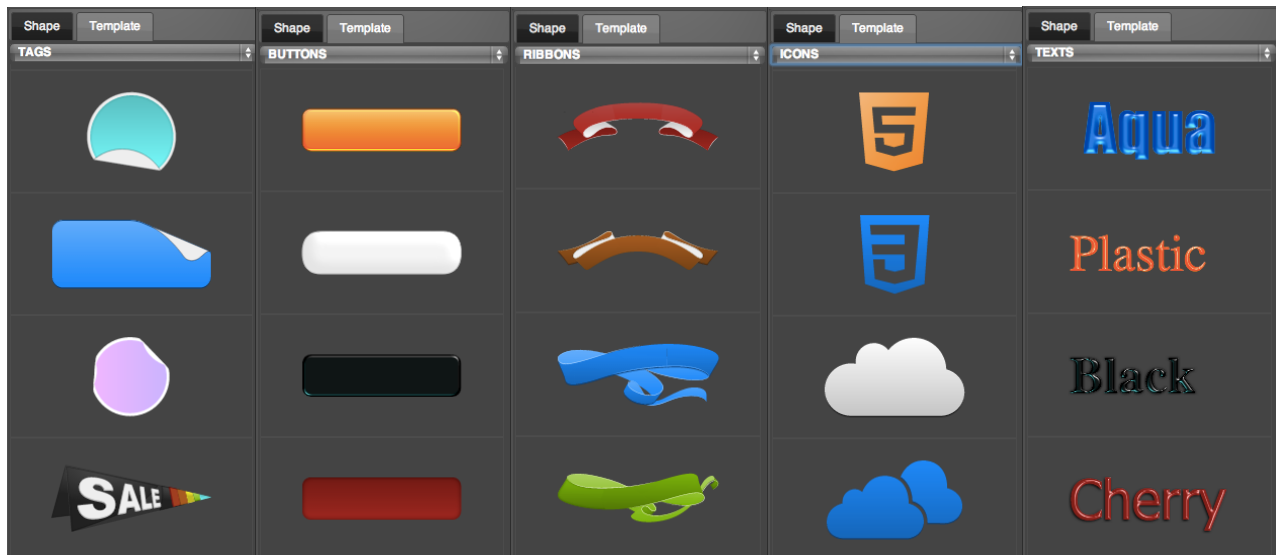 Shape Template
TAGS
SALE
Shape Template
BUTTONS
Shape Template
RIBBONS
Shape Template
ICONS
5
3
Shape Template
TEXTS
Aqua
Plastic
Black
Cherry